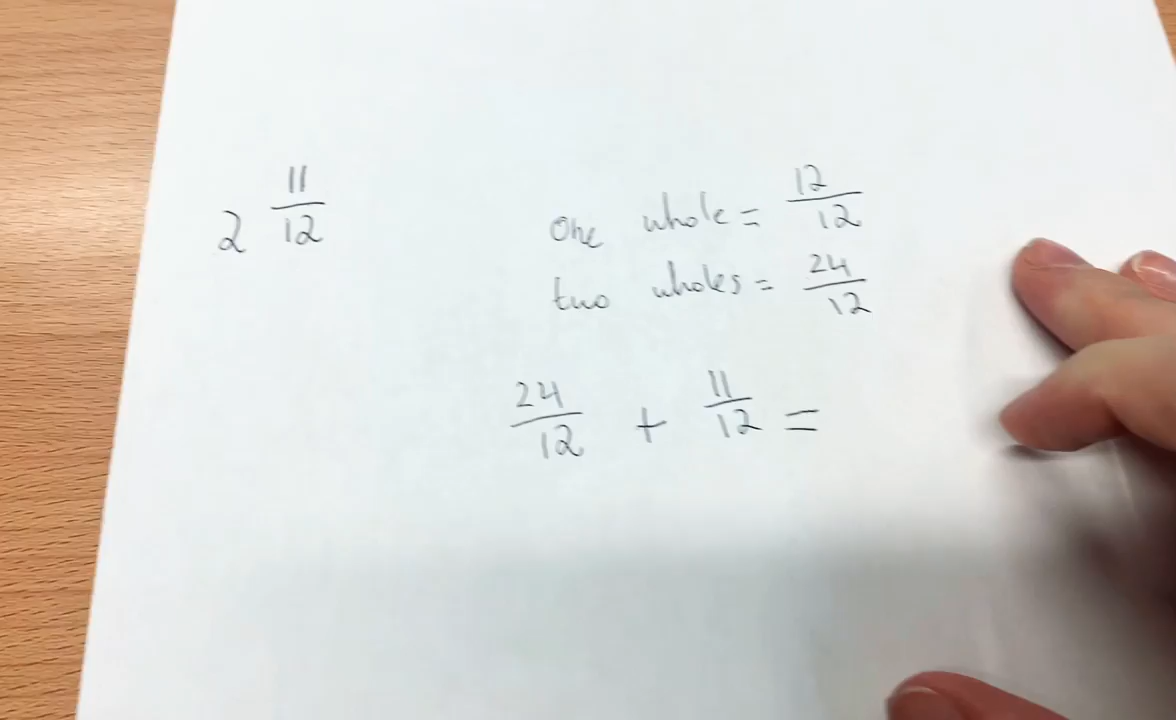 2 11/12
one whole = 12/12
two wholes = 24/12
24/12 + 11/12 =